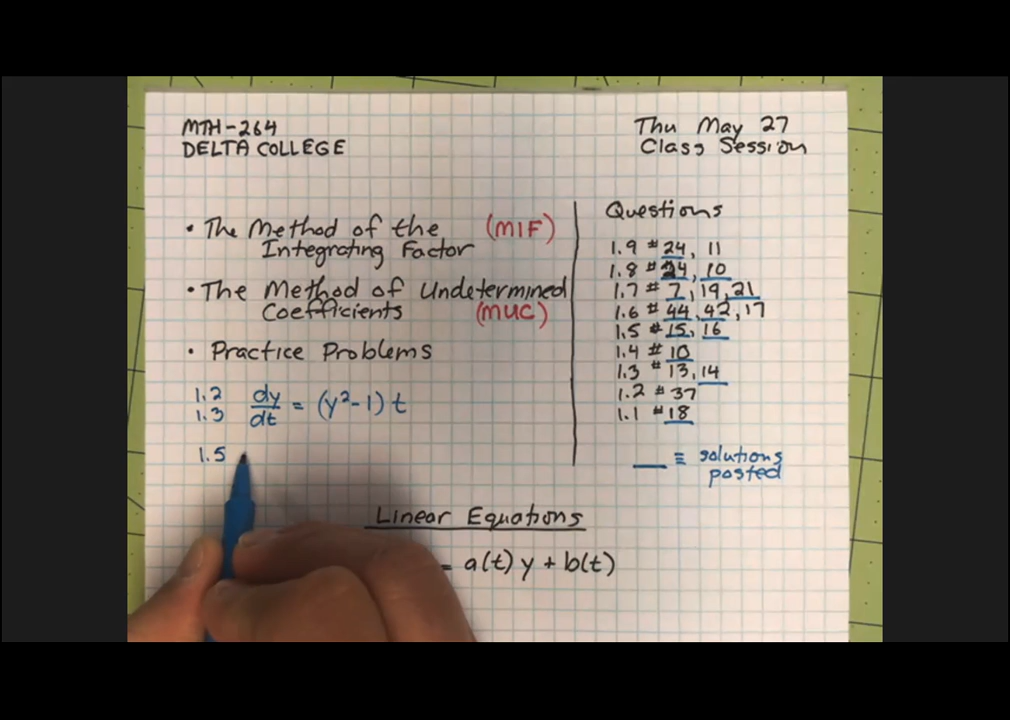 MTH-264
DELTA COLLEGE
Thu May 27
Class Session
• The Method of the (MIF)
Integrating Factor
• The Method of Undetermined
Coefficients (MUC)
• Practice Problems
1.2
1.3 dy/dt = (y²-1) t
1.5
Questions
1.9 # 24, 11
1.8 # 24, 10
1.7 # 7, 19, 21
1.6 # 44, 42, 17
1.5 # 15, 16
1.4 # 10
1.3 # 13, 14
1.2 # 37
1.1 # 18
__ ≡ solutions
posted
Linear Equations
= a(t) y + b(t)